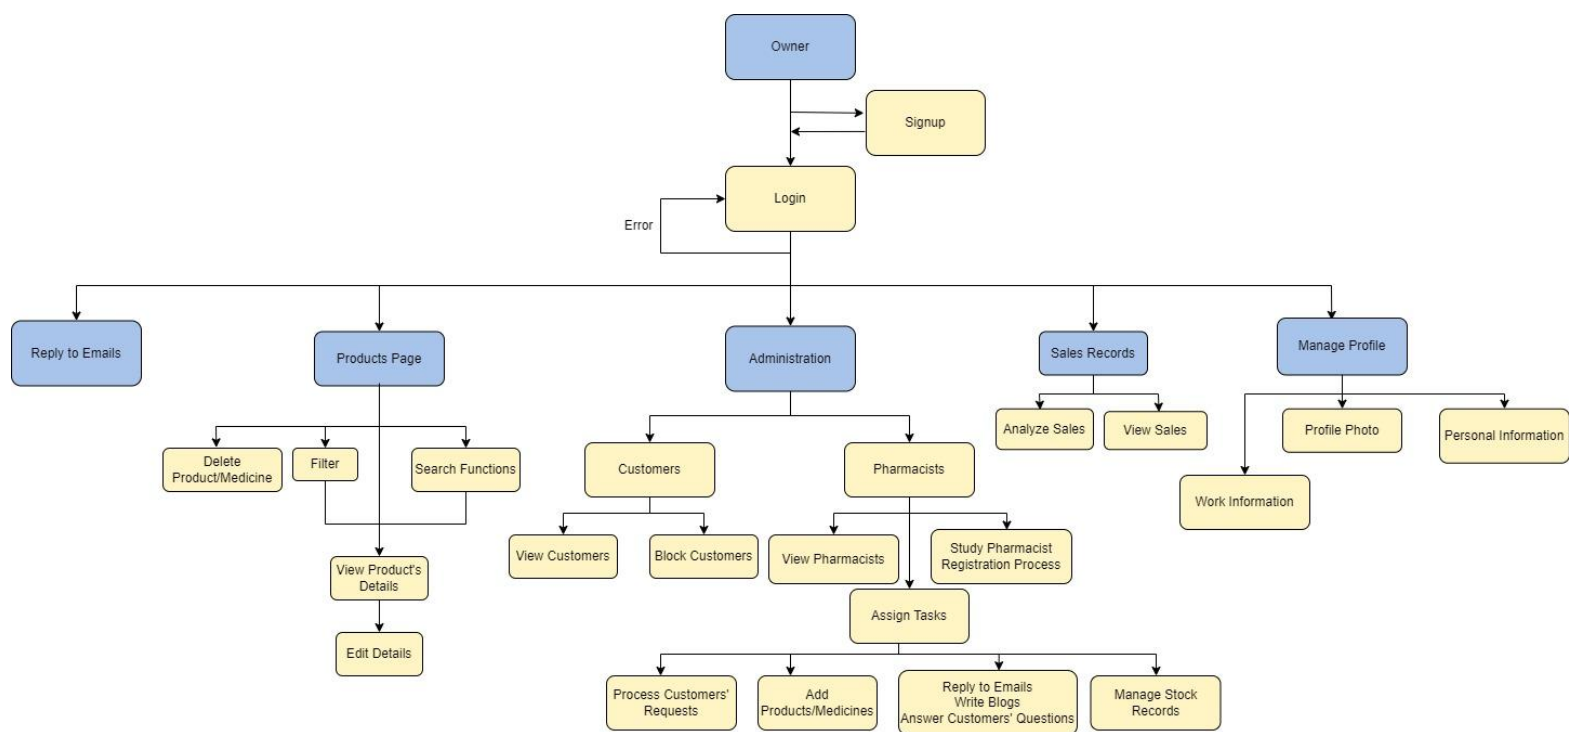 Owner
Signup
Login
Error
Reply to Emails
Products Page
Administration
Sales Records
Manage Profile
Delete
Product/Medicine
Filter
Search Functions
Customers
Pharmacists
Analyze Sales
View Sales
Profile Photo
Personal Information
Work Information
View Customers
Block Customers
View Pharmacists
Study Pharmacist
Registration Process
View Product's
Details
Assign Tasks
Edit Details
Process Customers'
Requests
Add
Products/Medicines
Reply to Emails
Write Blogs
Answer Customers' Questions
Manage Stock
Records